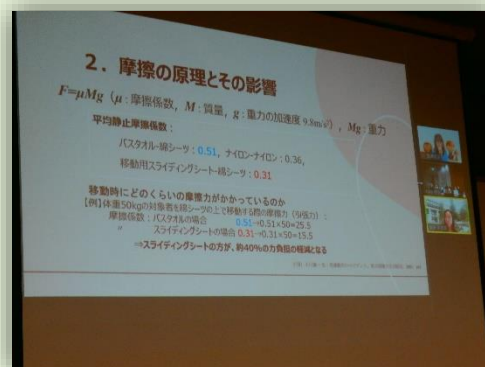 2．摩擦の原理とその影響
F=μMg（μ：摩擦係数，M：質量，g：重力の加速度 9.8m/s²），Mg：重力
平均静止摩擦係数：
バスタオル-綿シーツ：0.51，ナイロン-ナイロン：0.36，
移動用スライディングシート-綿シーツ：0.31
移動時にどのくらいの摩擦力がかかっているのか
【例】体重50kgの対象者を綿シーツの上で移動する際の摩擦力（引張力）：
摩擦係数：バスタオルの場合 0.51→0.51×50=25.5
スライディングシートの場合 0.31→0.31×50=15.5
⇒スライディングシートの方が、約40%の力負担の軽減となる